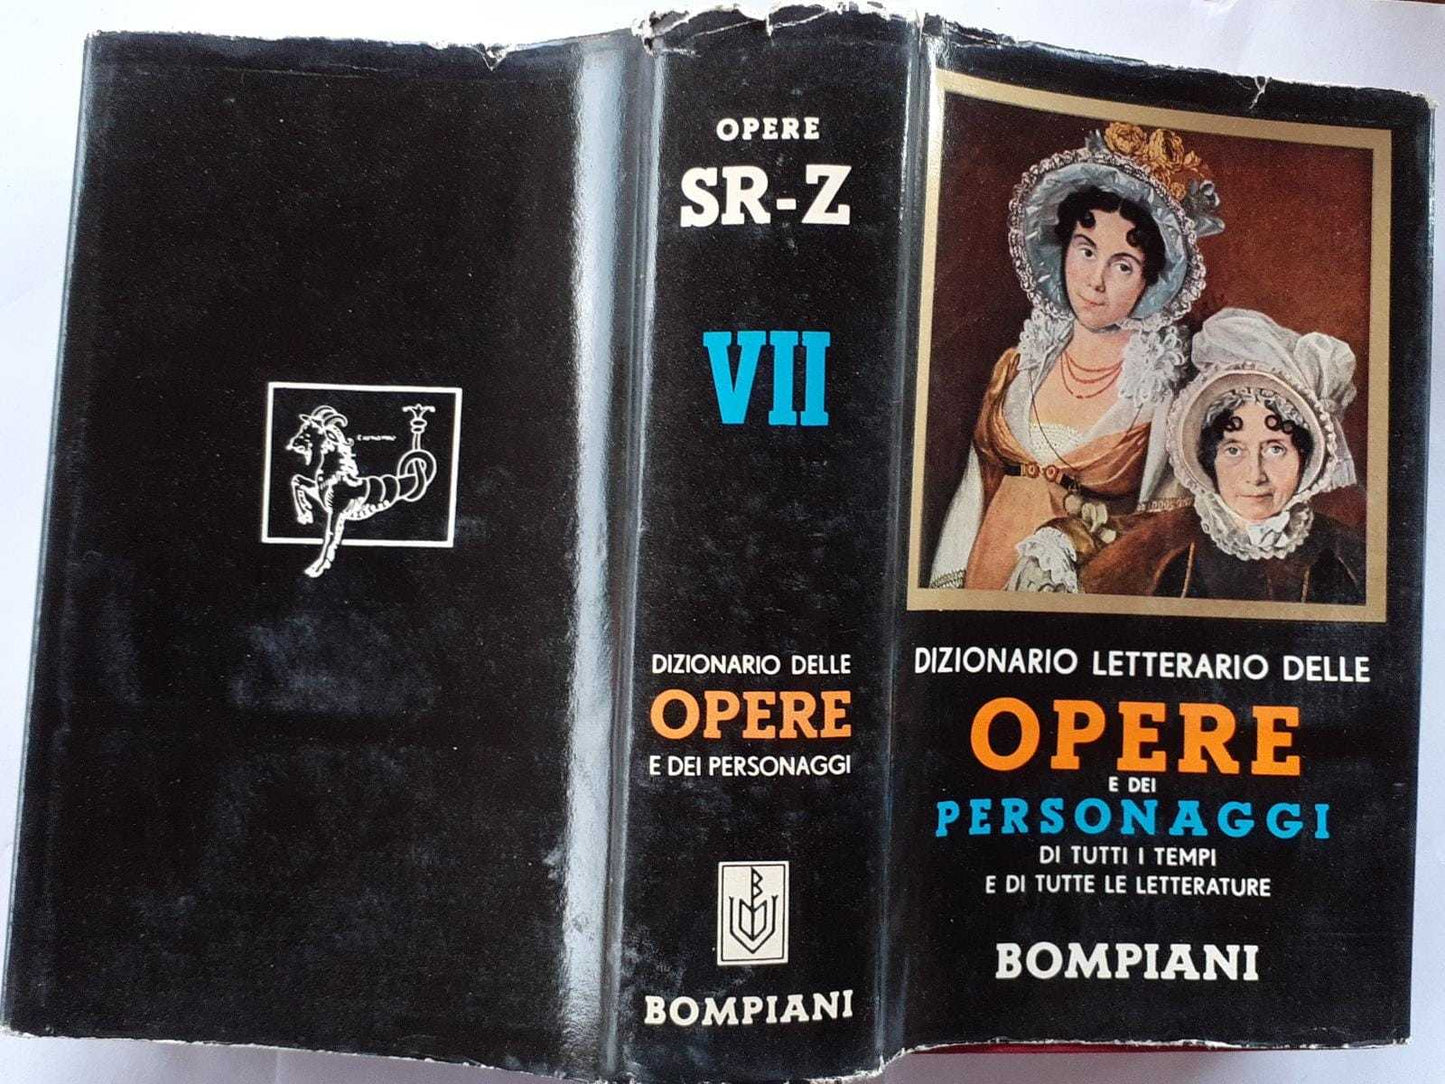 OPERE
SR-Z
VII
DIZIONARIO DELLE
OPERE
E DEI PERSONAGGI
B
BOMPIANI
DIZIONARIO LETTERARIO DELLE
OPERE
E DEI
PERSONAGGI
DI TUTTI I TEMPI
E DI TUTTE LE LETTERATURE
BOMPIANI